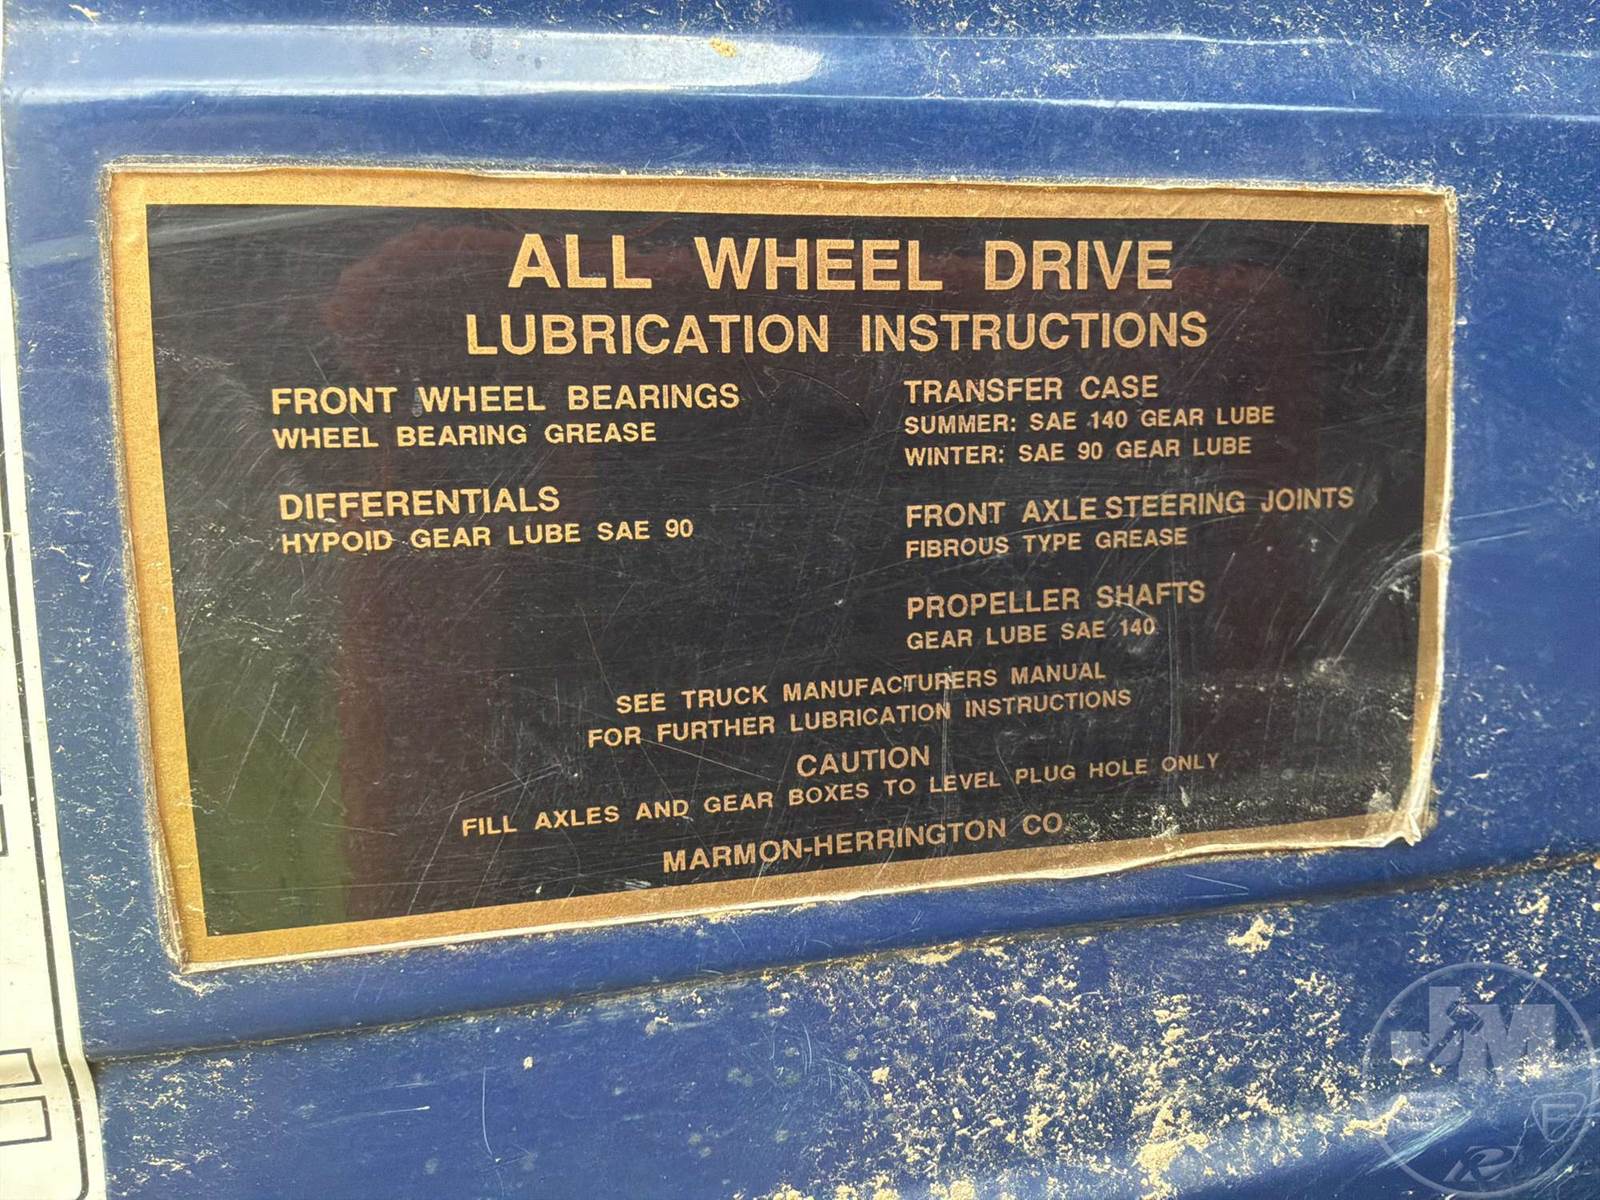 ALL WHEEL DRIVE
LUBRICATION INSTRUCTIONS
FRONT WHEEL BEARINGS
WHEEL BEARING GREASE
DIFFERENTIALS
HYPOID GEAR LUBE SAE 90
TRANSFER CASE
SUMMER: SAE 140 GEAR LUBE
WINTER: SAE 90 GEAR LUBE
FRONT AXLE STEERING JOINTS
FIBROUS TYPE GREASE
PROPELLER SHAFTS
GEAR LUBE SAE 140
SEE TRUCK MANUFACTURERS MANUAL
FOR FURTHER LUBRICATION INSTRUCTIONS
CAUTION
FILL AXLES AND GEAR BOXES TO LEVEL PLUG HOLE ONLY
MARMON-HERRINGTON CO.
J&M